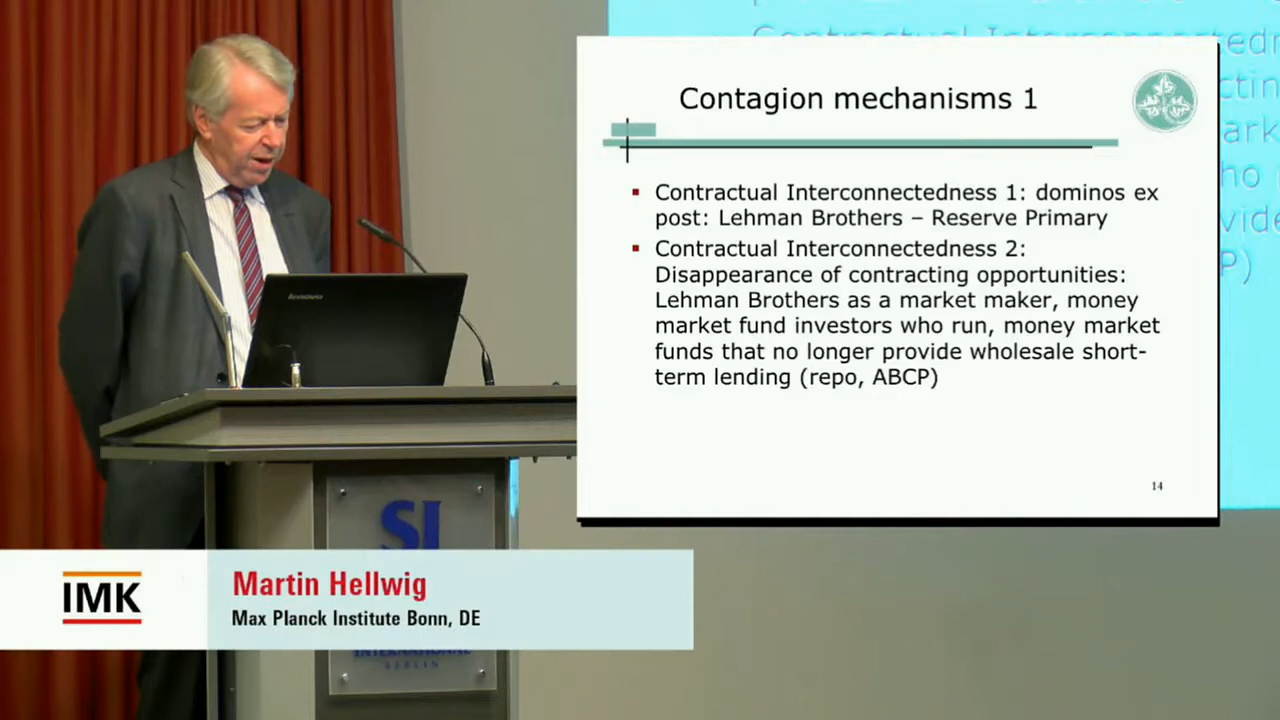 Contagion mechanisms 1
▪ Contractual Interconnectedness 1: dominos ex
post: Lehman Brothers – Reserve Primary
▪ Contractual Interconnectedness 2:
Disappearance of contracting opportunities:
Lehman Brothers as a market maker, money
market fund investors who run, money market
funds that no longer provide wholesale short-
term lending (repo, ABCP)
14
lenovo
SI
INTERNATIONAL
BERLIN
IMK
Martin Hellwig
Max Planck Institute Bonn, DE